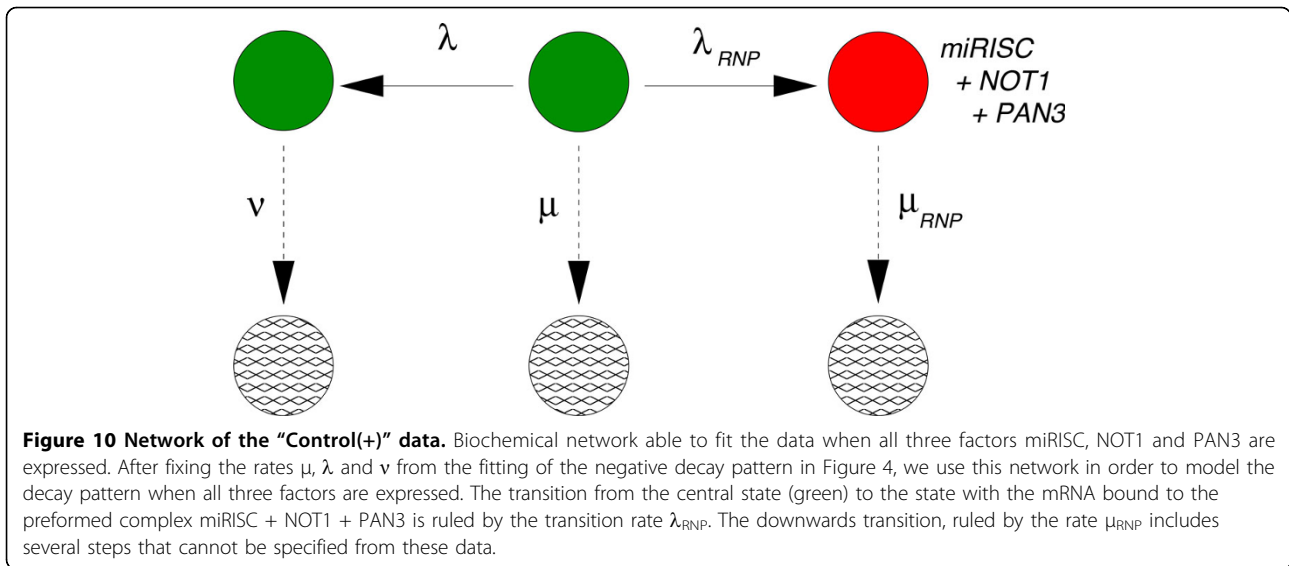 λ
λ RNP
miRISC
+ NOT1
+ PAN3
ν
μ
μ RNP
Figure 10 Network of the “Control(+)” data. Biochemical network able to fit the data when all three factors miRISC, NOT1 and PAN3 are
expressed. After fixing the rates μ, λ and ν from the fitting of the negative decay pattern in Figure 4, we use this network in order to model the
decay pattern when all three factors are expressed. The transition from the central state (green) to the state with the mRNA bound to the
preformed complex miRISC + NOT1 + PAN3 is ruled by the transition rate λRNP. The downwards transition, ruled by the rate μRNP includes
several steps that cannot be specified from these data.